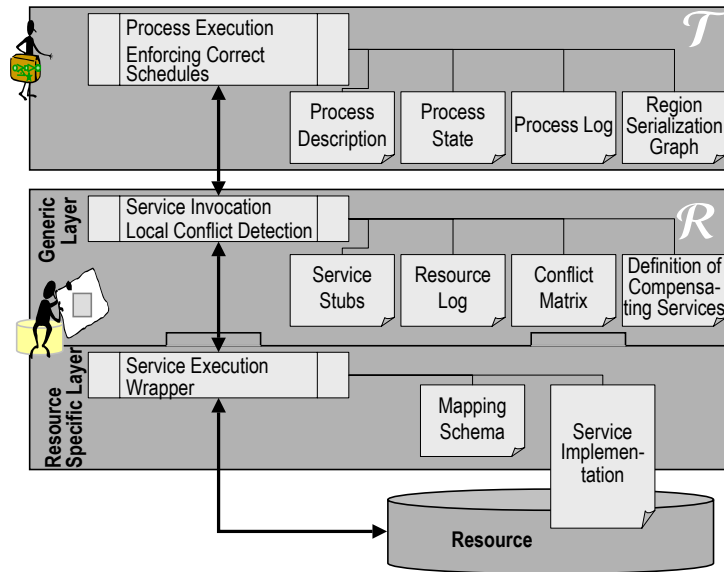 Process Execution
Enforcing Correct
Schedules
𝒯
Process
Description
Process
State
Process Log
Region
Serialization
Graph
Generic
Layer
Service Invocation
Local Conflict Detection
ℛ
Service
Stubs
Resource
Log
Conflict
Matrix
Definition of
Compensa-
ting Services
Resource
Specific Layer
Service Execution
Wrapper
Mapping
Schema
Service
Implemen-
tation
Resource